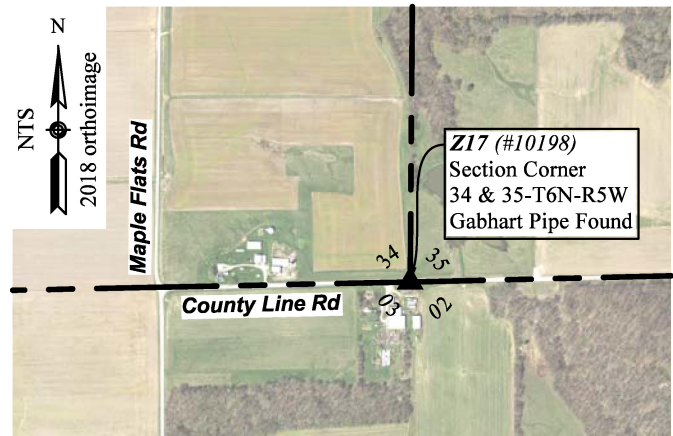 N
NTS
2018 orthoimage
Maple Flats Rd
Z17 (#10198)
Section Corner
34 & 35-T6N-R5W
Gabhart Pipe Found
34 35
County Line Rd
03 02